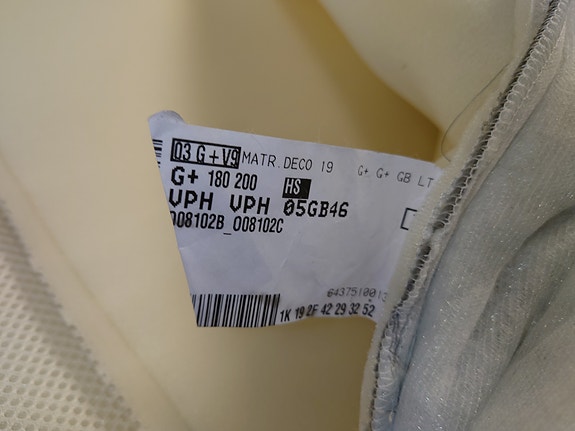 03 G+V9 MATR.DECO 19 G+ G+ GB LT
G+ 180 200 HS
VPH VPH 05GB46
008102B_008102C
643751001
1K 19 2F 42 29 32 52